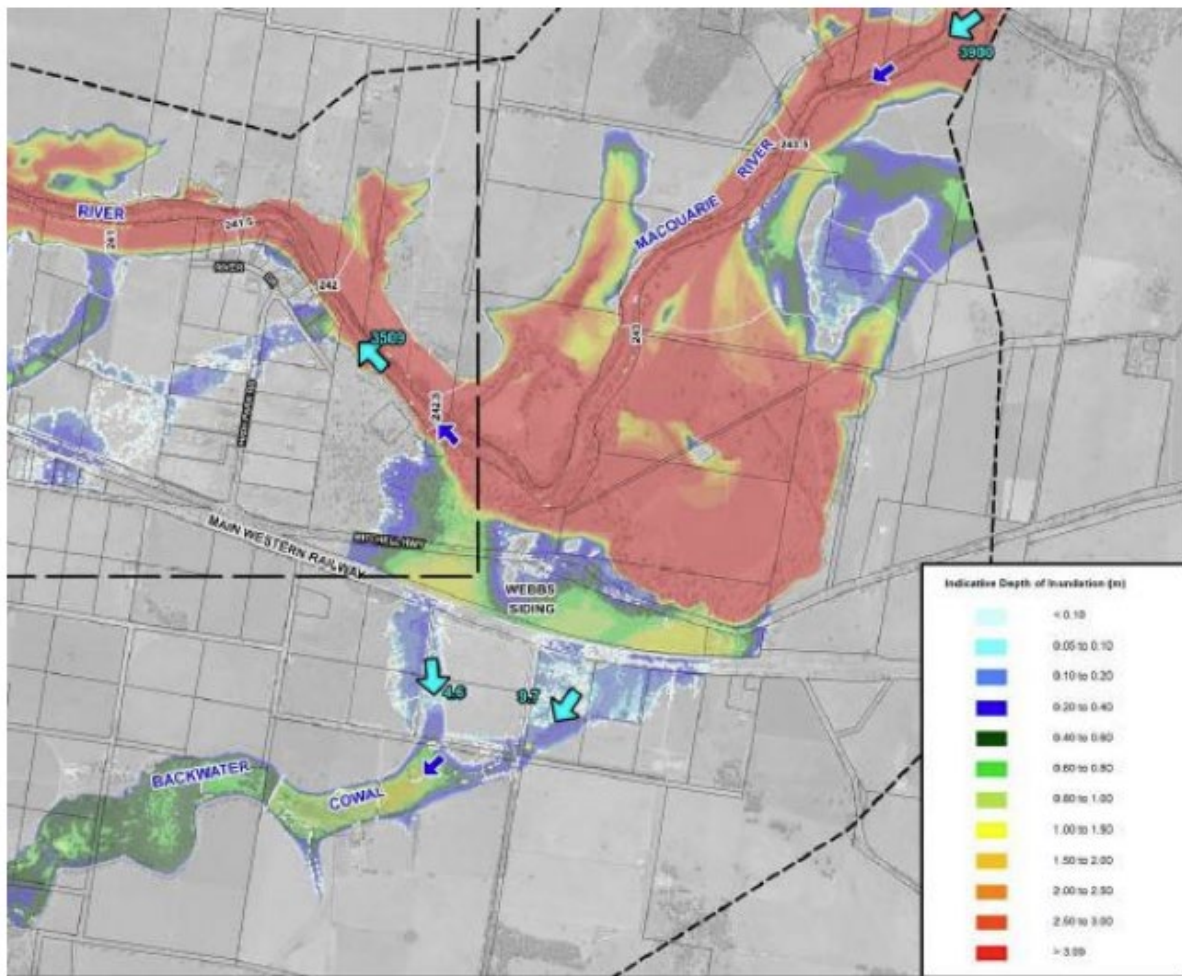 3900
MACQUARIE RIVER
243.5
243
RIVER
241.5
241
242
RIVER
3509
242.5
MITCHELL HWY
MAIN WESTERN RAILWAY
WEBBS
SIDING
4.6
BACKWATER
COWAL
Indicative Depth of Inundation (m)
< 0.10
0.05 to 0.10
0.10 to 0.20
0.20 to 0.40
0.40 to 0.60
0.60 to 0.80
0.80 to 1.00
1.00 to 1.50
1.50 to 2.00
2.00 to 2.50
2.50 to 3.00
> 3.00